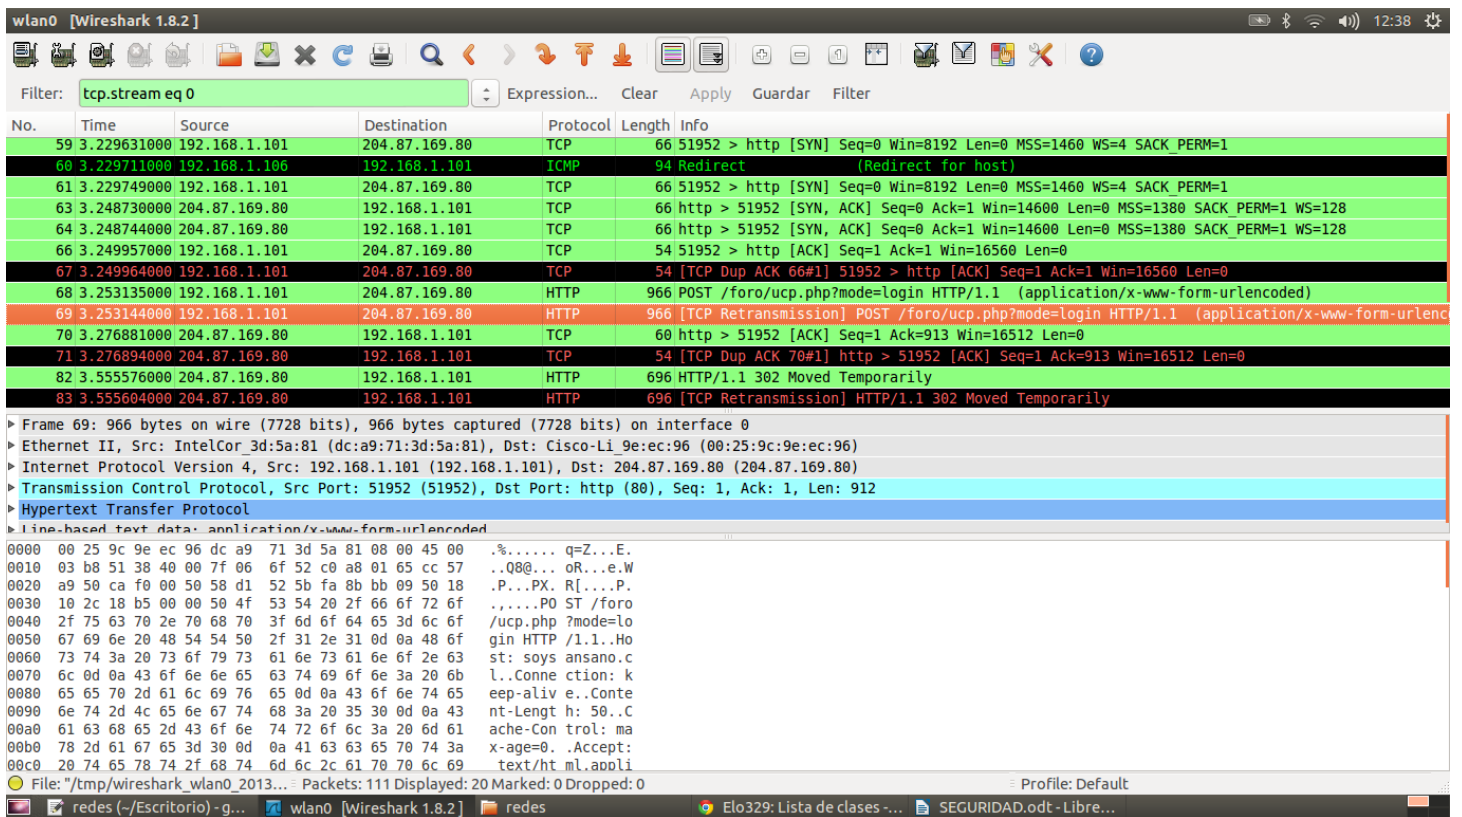 wlan0 [Wireshark 1.8.2 ] 12:38
Filter: tcp.stream eq 0 Expression... Clear Apply Guardar Filter
No. Time Source Destination Protocol Length Info
59 3.229631000 192.168.1.101 204.87.169.80 TCP 66 51952 > http [SYN] Seq=0 Win=8192 Len=0 MSS=1460 WS=4 SACK_PERM=1
60 3.229711000 192.168.1.106 192.168.1.101 ICMP 94 Redirect (Redirect for host)
61 3.229749000 192.168.1.101 204.87.169.80 TCP 66 51952 > http [SYN] Seq=0 Win=8192 Len=0 MSS=1460 WS=4 SACK_PERM=1
63 3.248730000 204.87.169.80 192.168.1.101 TCP 66 http > 51952 [SYN, ACK] Seq=0 Ack=1 Win=14600 Len=0 MSS=1380 SACK_PERM=1 WS=128
64 3.248744000 204.87.169.80 192.168.1.101 TCP 66 http > 51952 [SYN, ACK] Seq=0 Ack=1 Win=14600 Len=0 MSS=1380 SACK_PERM=1 WS=128
66 3.249957000 192.168.1.101 204.87.169.80 TCP 54 51952 > http [ACK] Seq=1 Ack=1 Win=16560 Len=0
67 3.249964000 192.168.1.101 204.87.169.80 TCP 54 [TCP Dup ACK 66#1] 51952 > http [ACK] Seq=1 Ack=1 Win=16560 Len=0
68 3.253135000 192.168.1.101 204.87.169.80 HTTP 966 POST /foro/ucp.php?mode=login HTTP/1.1 (application/x-www-form-urlencoded)
69 3.253144000 192.168.1.101 204.87.169.80 HTTP 966 [TCP Retransmission] POST /foro/ucp.php?mode=login HTTP/1.1 (application/x-www-form-urlenc
70 3.276881000 204.87.169.80 192.168.1.101 TCP 60 http > 51952 [ACK] Seq=1 Ack=913 Win=16512 Len=0
71 3.276894000 204.87.169.80 192.168.1.101 TCP 54 [TCP Dup ACK 70#1] http > 51952 [ACK] Seq=1 Ack=913 Win=16512 Len=0
82 3.555576000 204.87.169.80 192.168.1.101 HTTP 696 HTTP/1.1 302 Moved Temporarily
83 3.555604000 204.87.169.80 192.168.1.101 HTTP 696 [TCP Retransmission] HTTP/1.1 302 Moved Temporarily
Frame 69: 966 bytes on wire (7728 bits), 966 bytes captured (7728 bits) on interface 0
Ethernet II, Src: IntelCor_3d:5a:81 (dc:a9:71:3d:5a:81), Dst: Cisco-Li_9e:ec:96 (00:25:9c:9e:ec:96)
Internet Protocol Version 4, Src: 192.168.1.101 (192.168.1.101), Dst: 204.87.169.80 (204.87.169.80)
Transmission Control Protocol, Src Port: 51952 (51952), Dst Port: http (80), Seq: 1, Ack: 1, Len: 912
Hypertext Transfer Protocol
Line-based text data: application/x-www-form-urlencoded
0000 00 25 9c 9e ec 96 dc a9 71 3d 5a 81 08 00 45 00 .%...... q=Z...E.
0010 03 b8 51 38 40 00 7f 06 6f 52 c0 a8 01 65 cc 57 ..Q8@... oR...e.W
0020 a9 50 ca f0 00 50 58 d1 52 5b fa 8b bb 09 50 18 .P...PX. R[....P.
0030 10 2c 18 b5 00 00 50 4f 53 54 20 2f 66 6f 72 6f .,....PO ST /foro
0040 2f 75 63 70 2e 70 68 70 3f 6d 6f 64 65 3d 6c 6f /ucp.php ?mode=lo
0050 67 69 6e 20 48 54 54 50 2f 31 2e 31 0d 0a 48 6f gin HTTP /1.1..Ho
0060 73 74 3a 20 73 6f 79 73 61 6e 73 61 6e 6f 2e 63 st: soys ansano.c
0070 6c 0d 0a 43 6f 6e 6e 65 63 74 69 6f 6e 3a 20 6b l..Conne ction: k
0080 65 65 70 2d 61 6c 69 76 65 0d 0a 43 6f 6e 74 65 eep-aliv e..Conte
0090 6e 74 2d 4c 65 6e 67 74 68 3a 20 35 30 0d 0a 43 nt-Lengt h: 50..C
00a0 61 63 68 65 2d 43 6f 6e 74 72 6f 6c 3a 20 6d 61 ache-Con trol: ma
00b0 78 2d 61 67 65 3d 30 0d 0a 41 63 63 65 70 74 3a x-age=0. .Accept:
00c0 20 74 65 78 74 2f 68 74 6d 6c 2c 61 70 70 6c 69 text/ht ml,appli
File: "/tmp/wireshark_wlan0_2013... Packets: 111 Displayed: 20 Marked: 0 Dropped: 0 Profile: Default
redes (~/Escritorio) - g... wlan0 [Wireshark 1.8.2 ] redes Elo329: Lista de clases -... SEGURIDAD.odt - Libre...